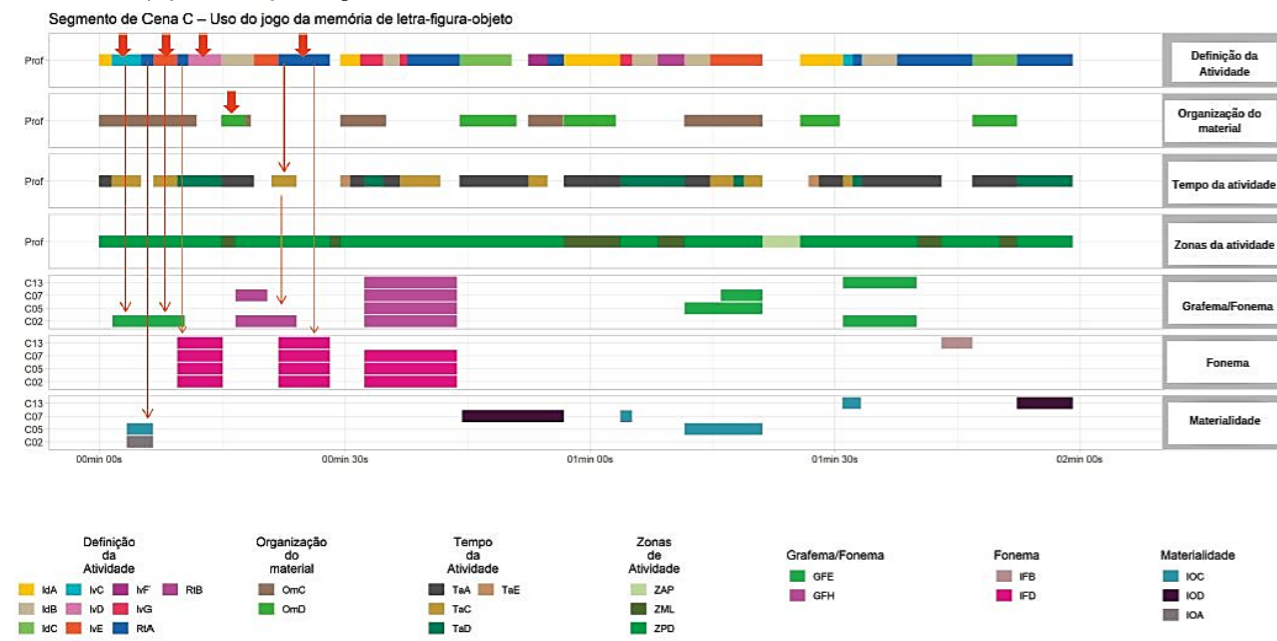 Segmento de Cena C – Uso do jogo da memória de letra-figura-objeto
Prof
Definição da
Atividade
Prof
Organização do
material
Prof
Tempo da atividade
Prof
Zonas da atividade
C13
C07
C05
C02
Grafema/Fonema
C13
C07
C05
C02
Fonema
C13
C07
C05
C02
Materialidade
00min 00s 00min 30s 01min 00s 01min 30s 02min 00s
Definição
da
Atividade
IdA IvC IvF RtB
IdB IvD IvG
IdC IvE RtA
Organização
do
material
OmC
OmD
Tempo
da
Atividade
TaA TaE
TaC
TaD
Zonas
de
Atividade
ZAP
ZML
ZPD
Grafema/Fonema
GFE
GFH
Fonema
IFB
IFD
Materialidade
IOC
IOD
IOA